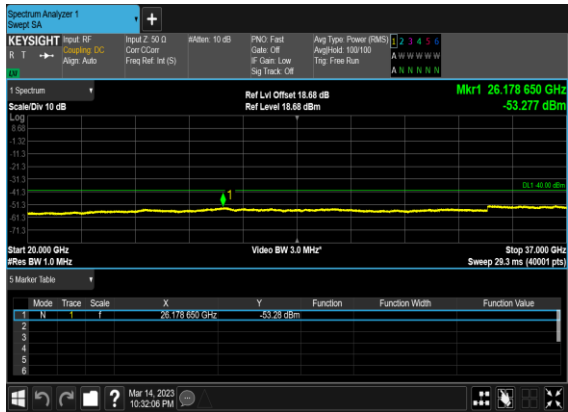 Spectrum Analyzer 1
Swept SA
+
KEYSIGHT Input: RF Input Z: 50 Ω #Atten: 10 dB PNO: Fast Avg Type: Power (RMS) 1 2 3 4 5 6
R T Coupling: DC Corr CCorr Gate: Off Avg|Hold: 100/100 A W W W W W
Align: Auto Freq Ref: Int (S) IF Gain: Low Trig: Free Run
Sig Track: Off A N N N N N
LXI
1 Spectrum
Scale/Div 10 dB Ref Lvl Offset 18.68 dB Mkr1 26.178 650 GHz
Ref Level 18.68 dBm -53.277 dBm
Log
8.68
-1.32
-11.3
-21.3
-31.3
DL1 -40.00 dBm
-41.3
1
-51.3
-61.3
-71.3
Start 20.000 GHz Video BW 3.0 MHz* Stop 37.000 GHz
#Res BW 1.0 MHz Sweep 29.3 ms (40001 pts)
5 Marker Table
Mode Trace Scale X Y Function Function Width Function Value
1 N 1 f 26.178 650 GHz -53.28 dBm
2
3
4
5
6
? Mar 14, 2023
10:32:06 PM